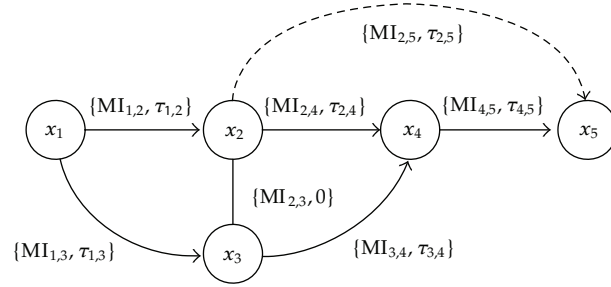 {MI₂,₅, τ₂,₅}
{MI₁,₂, τ₁,₂} {MI₂,₄, τ₂,₄} {MI₄,₅, τ₄,₅}
x₁ x₂ x₄ x₅
{MI₂,₃, 0}
{MI₁,₃, τ₁,₃} x₃ {MI₃,₄, τ₃,₄}